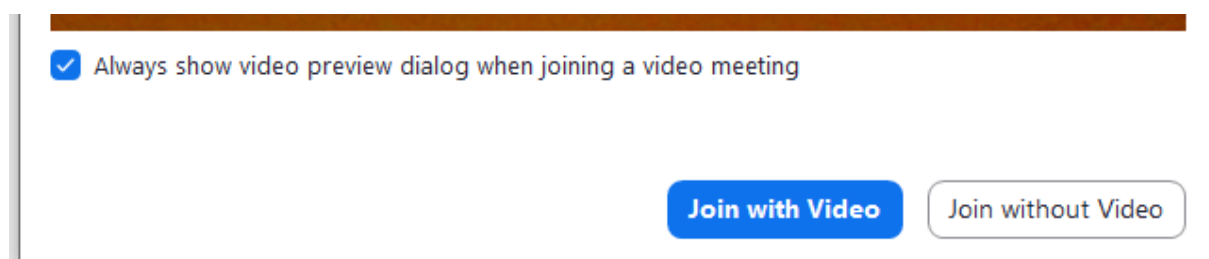 Always show video preview dialog when joining a video meeting
Join with Video
Join without Video